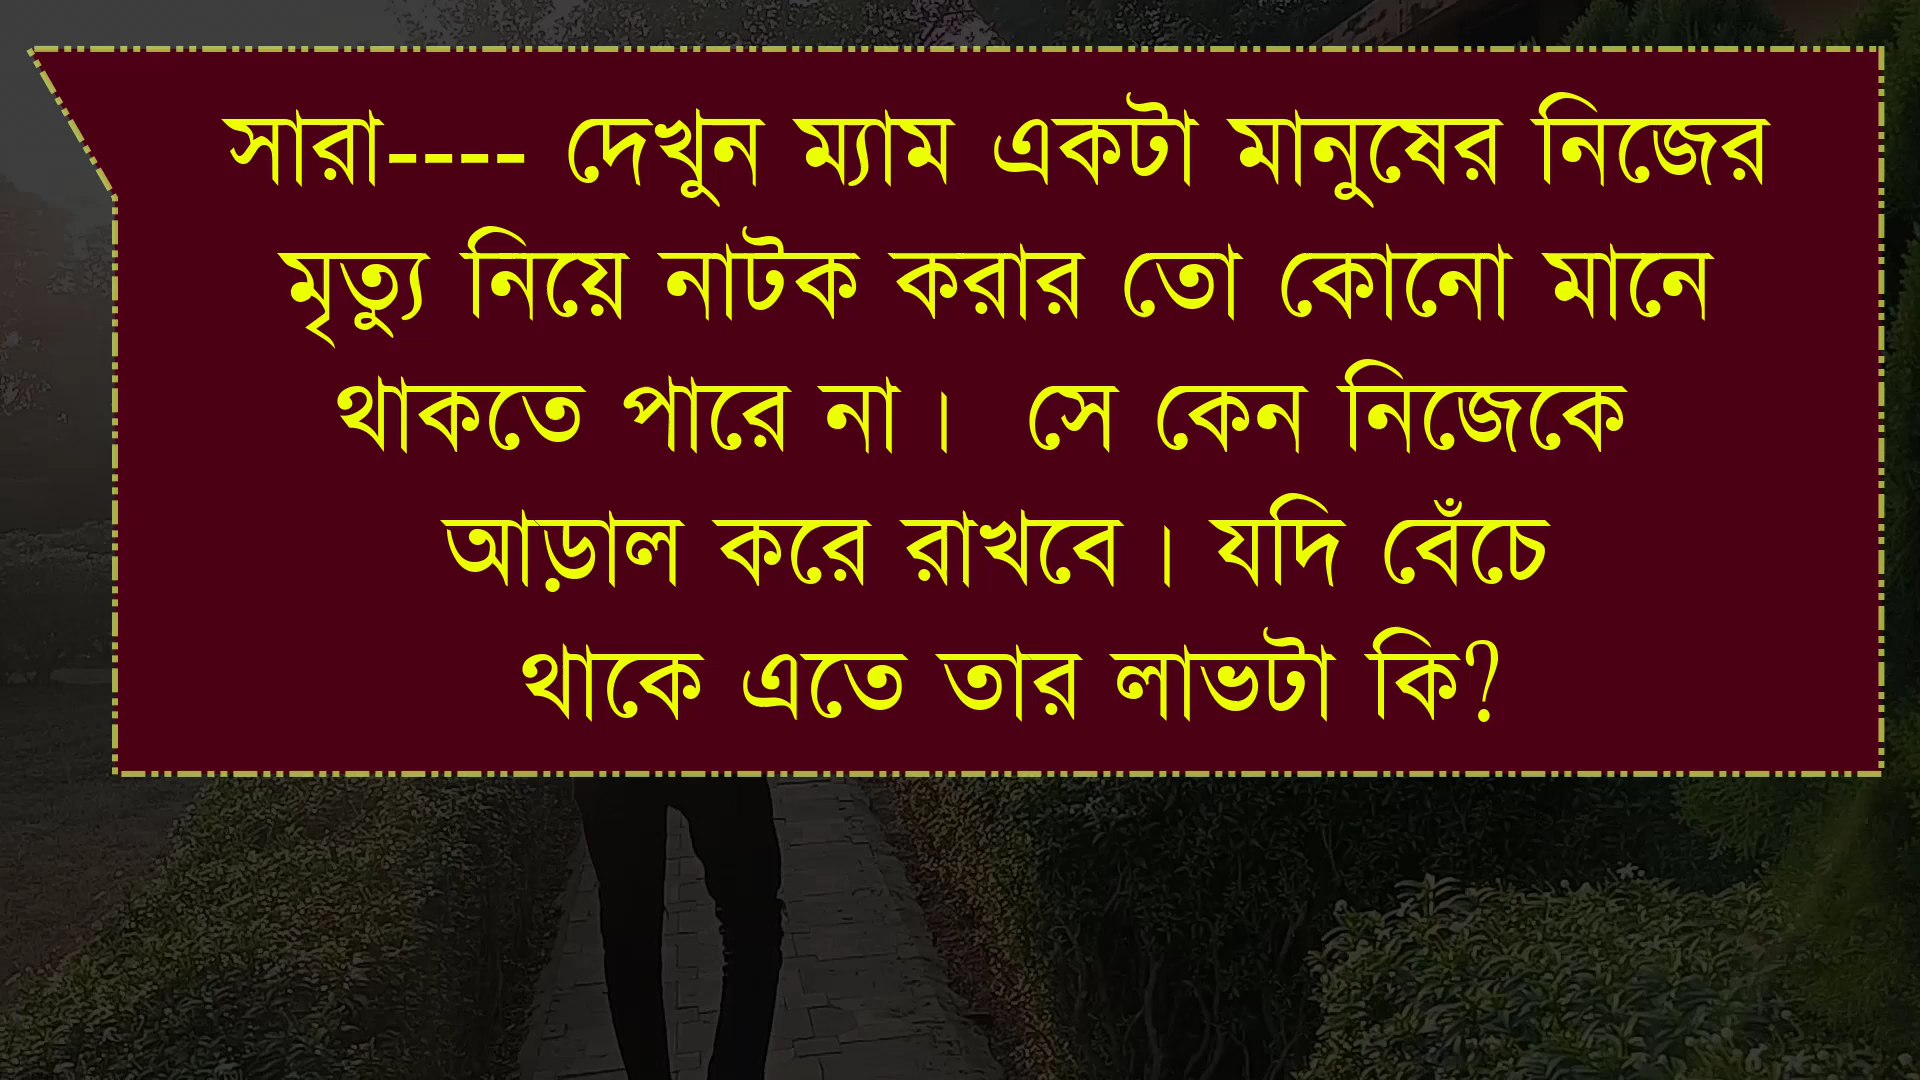 সারা---- দেখুন ম্যাম একটা মানুষের নিজের
মৃত্যু নিয়ে নাটক করার তো কোনো মানে
থাকতে পারে না।  সে কেন নিজেকে
আড়াল করে রাখবে। যদি বেঁচে
থাকে এতে তার লাভটা কি?